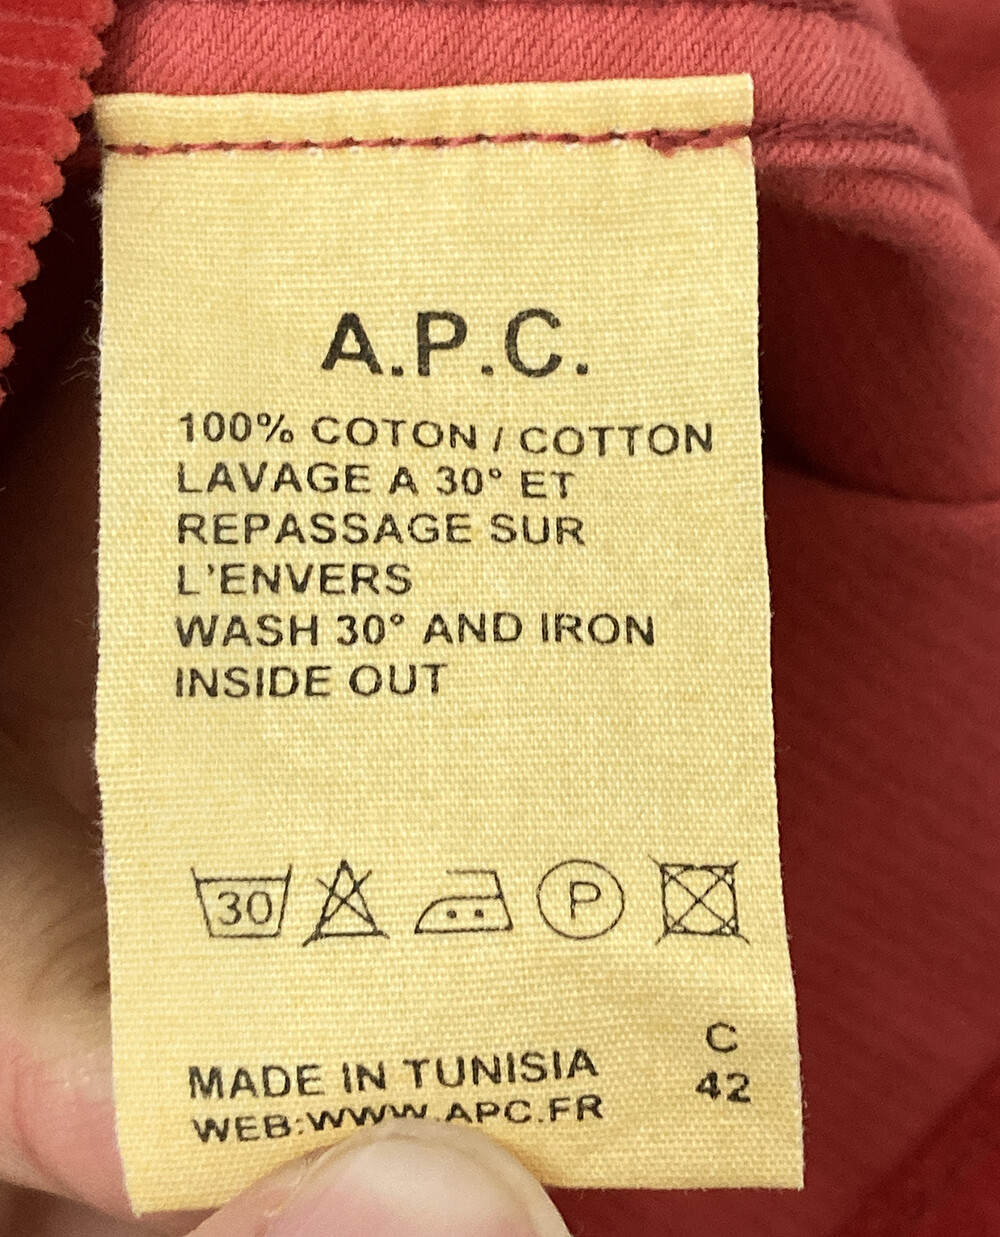 A.P.C.
100% COTON / COTTON
LAVAGE A 30° ET
REPASSAGE SUR
L'ENVERS
WASH 30° AND IRON
INSIDE OUT
30 P
C
MADE IN TUNISIA 42
WEB:WWW.APC.FR